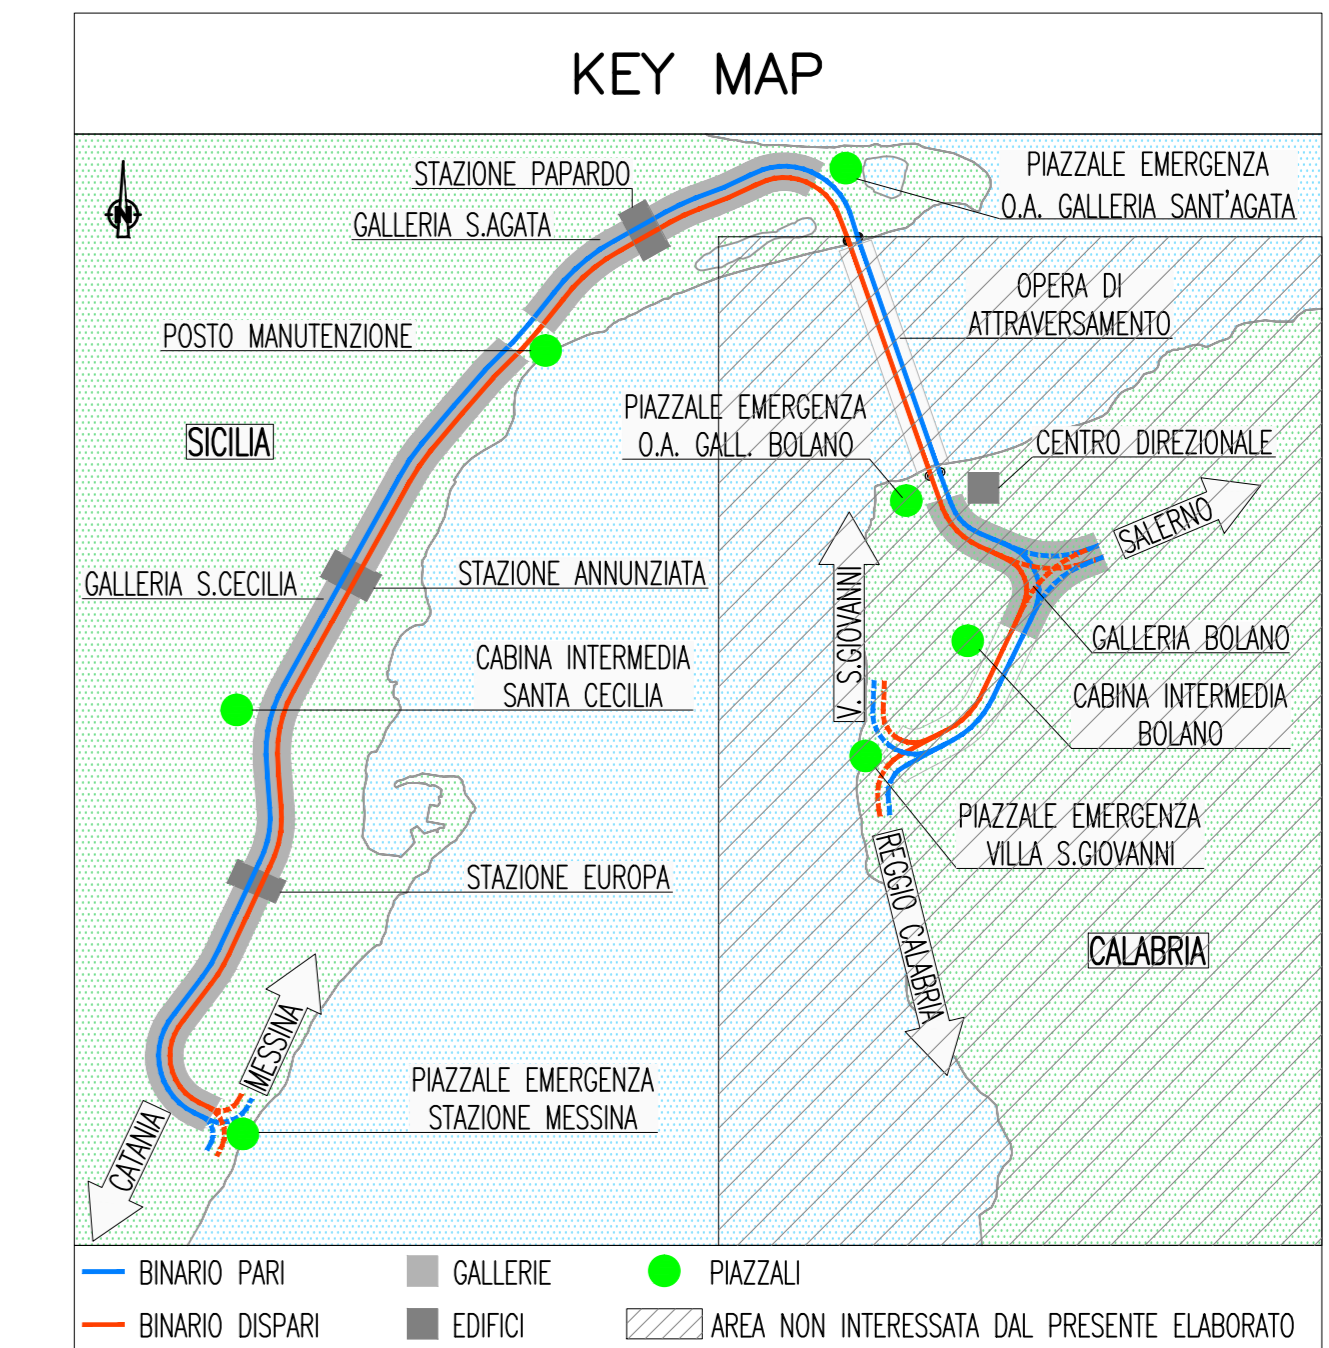 KEY MAP
STAZIONE PAPARDO
GALLERIA S.AGATA
PIAZZALE EMERGENZA
O.A. GALLERIA SANT'AGATA
N
OPERA DI
ATTRAVERSAMENTO
POSTO MANUTENZIONE
PIAZZALE EMERGENZA
O.A. GALL. BOLANO
SICILIA
CENTRO DIREZIONALE
SALERNO
STAZIONE ANNUNZIATA
GALLERIA S.CECILIA
V. S.GIOVANNI
GALLERIA BOLANO
CABINA INTERMEDIA
SANTA CECILIA
CABINA INTERMEDIA
BOLANO
PIAZZALE EMERGENZA
VILLA S.GIOVANNI
STAZIONE EUROPA
REGGIO CALABRIA
CALABRIA
MESSINA
PIAZZALE EMERGENZA
STAZIONE MESSINA
CATANIA
BINARIO PARI
GALLERIE
PIAZZALI
BINARIO DISPARI
EDIFICI
AREA NON INTERESSATA DAL PRESENTE ELABORATO